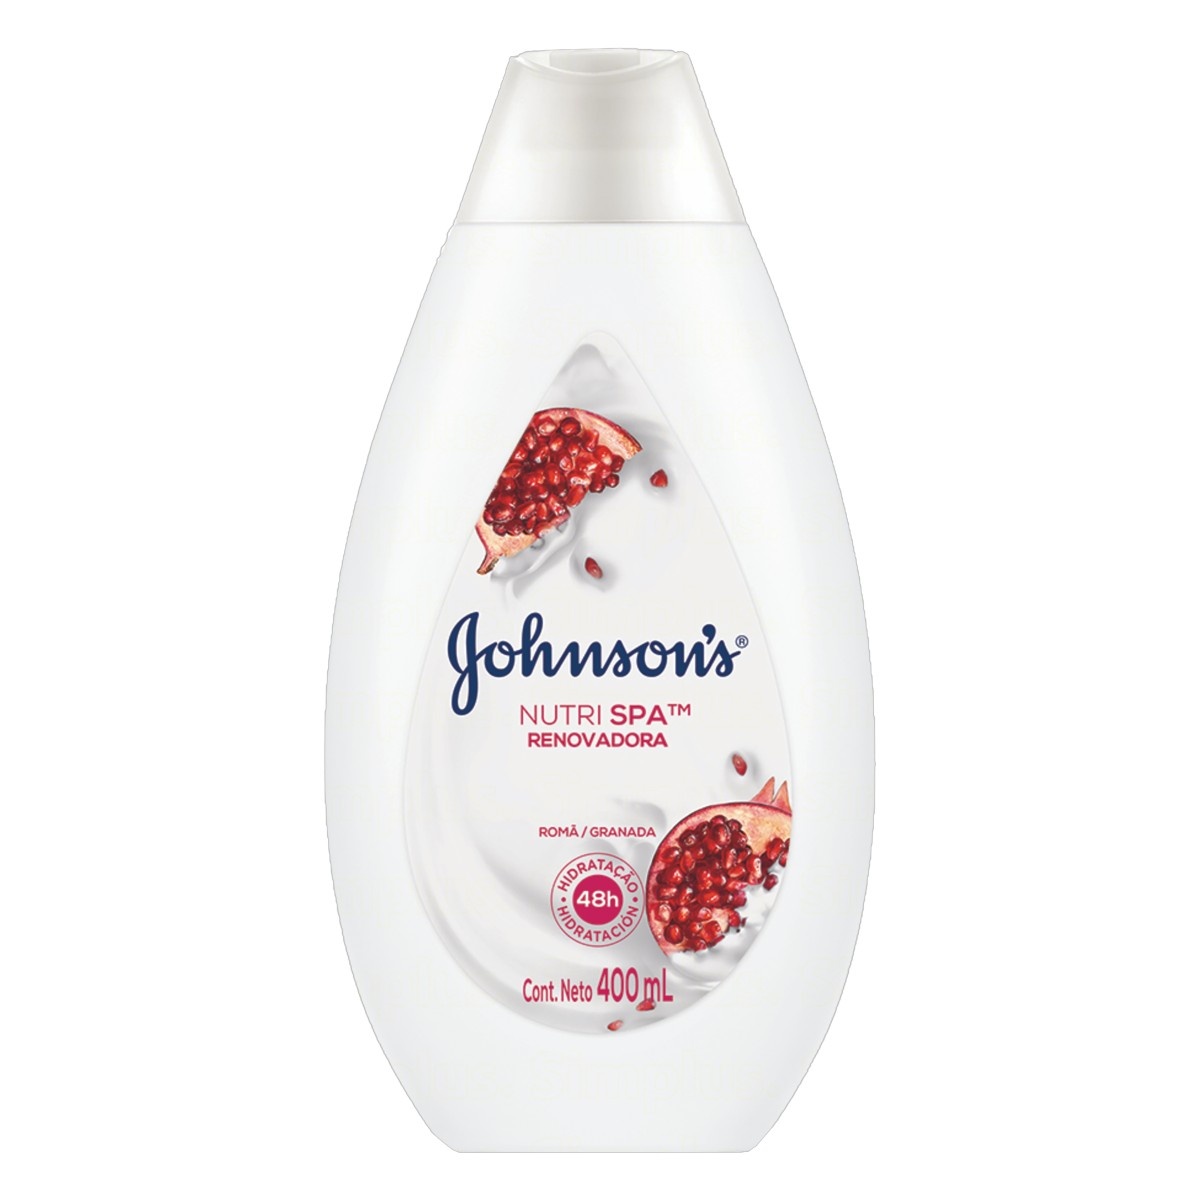 Johnson's®
NUTRI SPA™
RENOVADORA
ROMÃ / GRANADA
HIDRATAÇÃO
48h
HIDRATACIÓN
Cont. Neto 400 mL